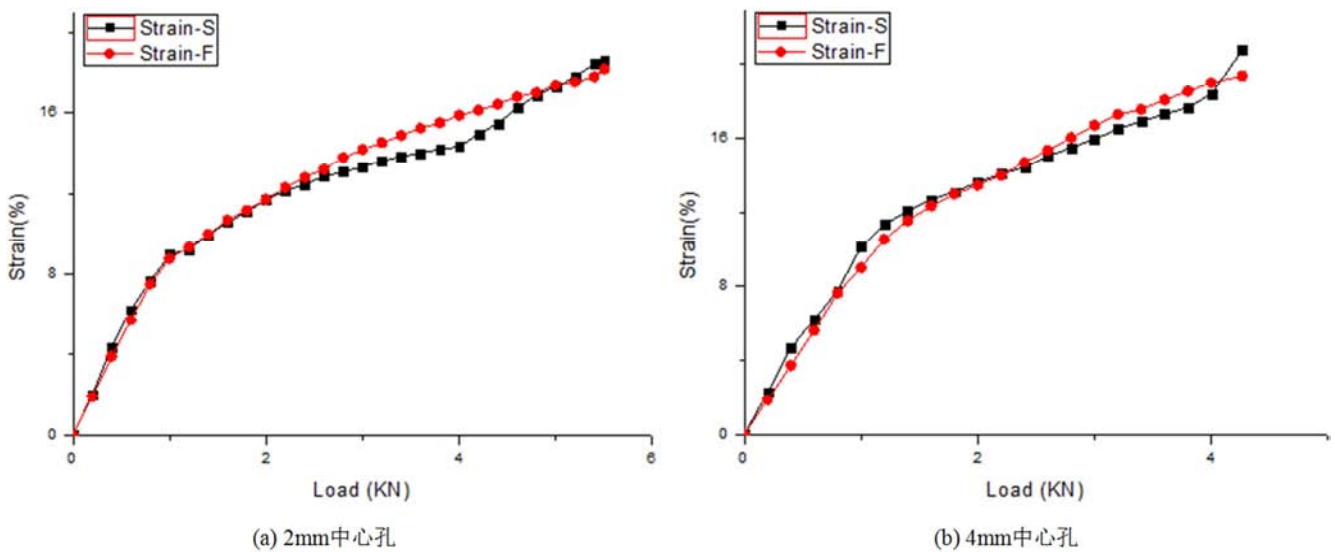 Strain-S
Strain-F
16
8
0
Strain(%)
0
2
4
6
Load (KN)
(a) 2mm中心孔
Strain-S
Strain-F
16
8
0
Strain(%)
0
2
4
Load (KN)
(b) 4mm中心孔